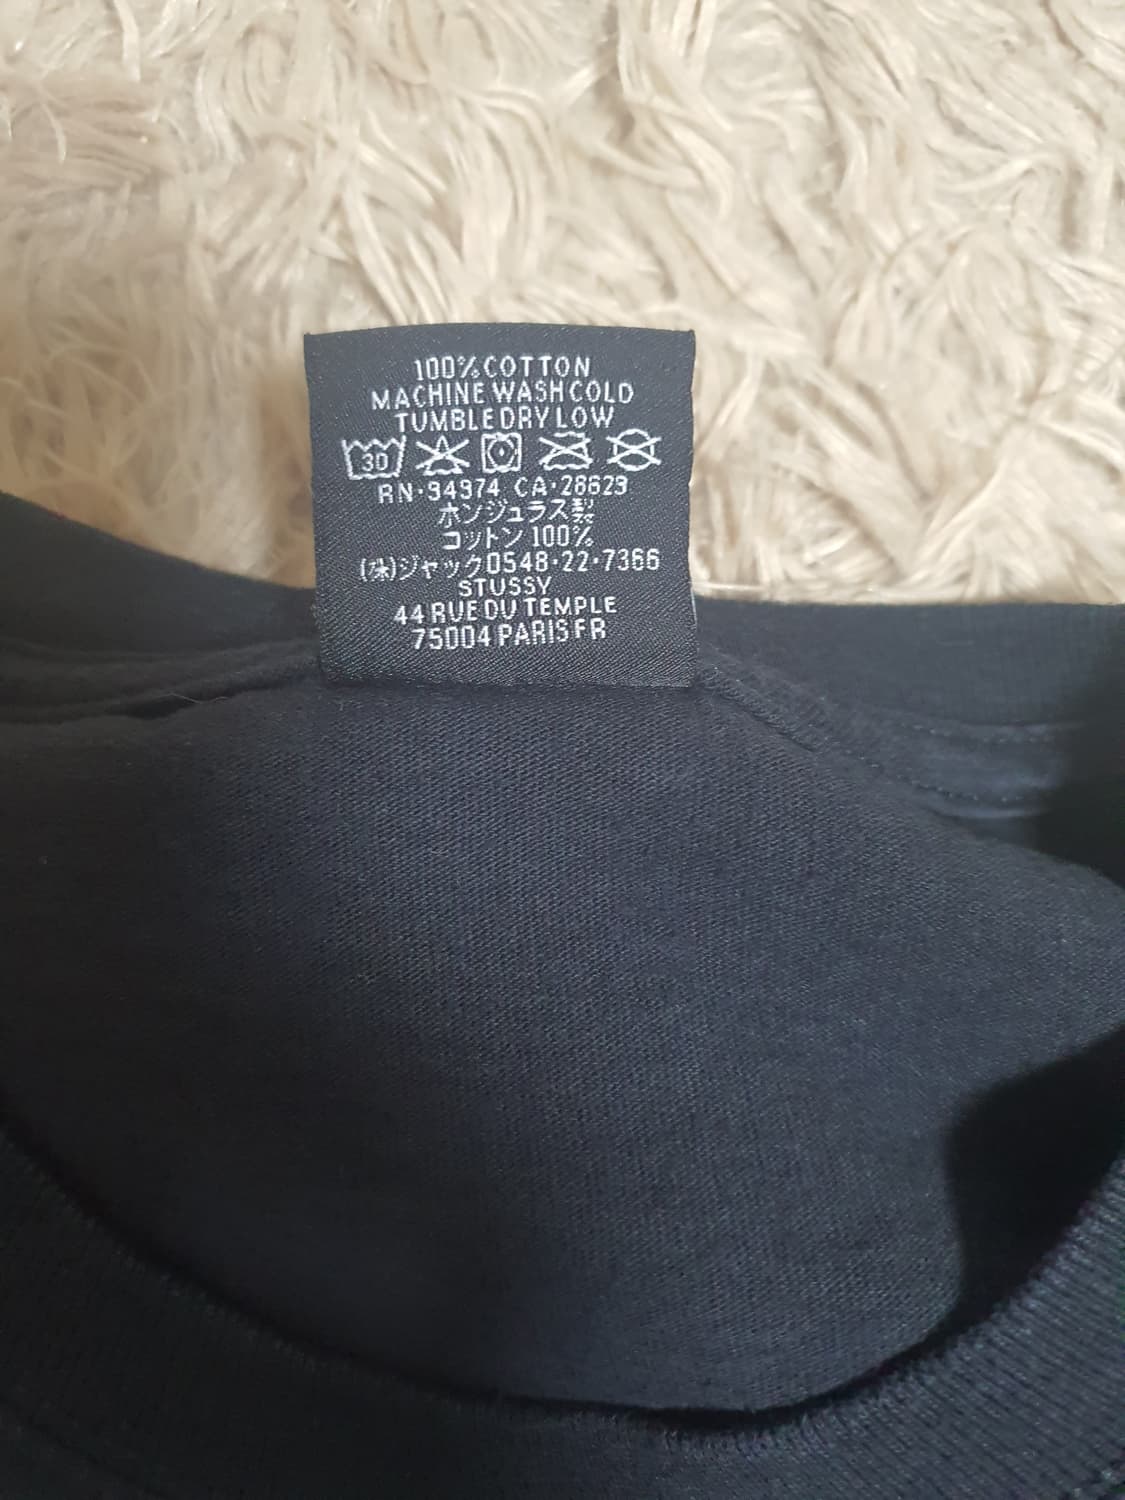 100% COTTON
MACHINE WASH COLD
TUMBLE DRY LOW
30
RN·94974 CA·28629
ホンジュラス製
コットン 100%
(株)ジャック0548·22·7366
STUSSY
44 RUE DU TEMPLE
75004 PARIS FR